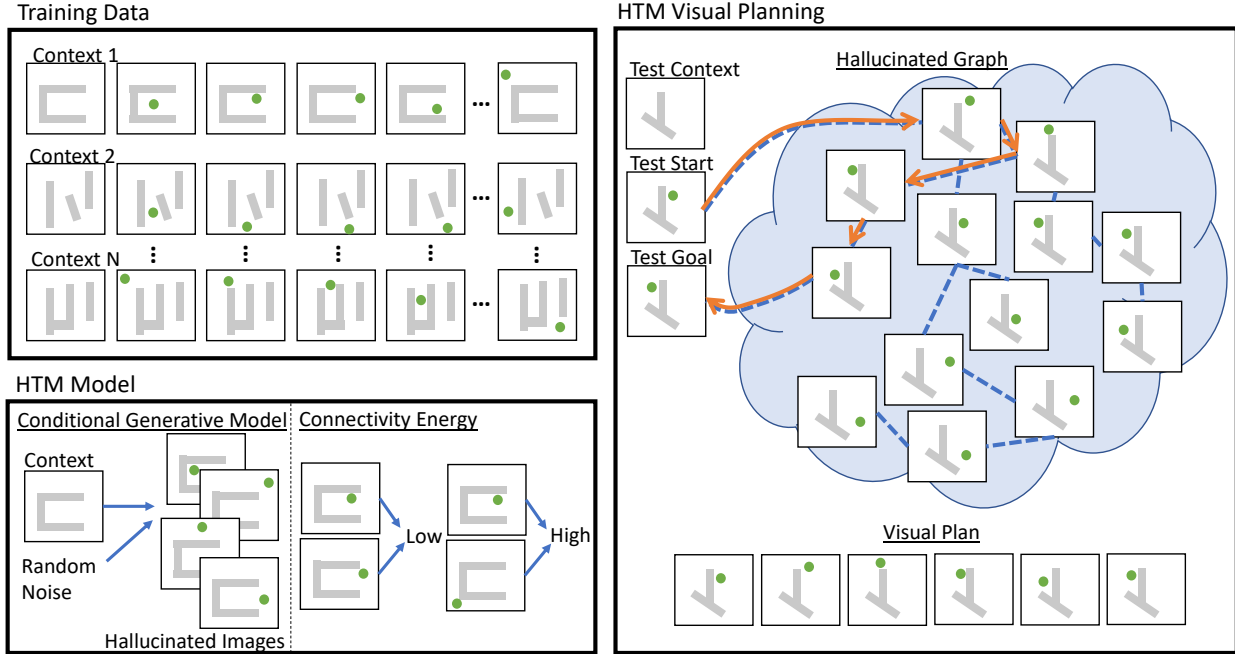 Training Data
Context 1
...
Context 2
...
Context N
...
HTM Model
Conditional Generative Model
Context
Random
Noise
Hallucinated Images
Connectivity Energy
Low
High
HTM Visual Planning
Test Context
Hallucinated Graph
Test Start
Test Goal
Visual Plan